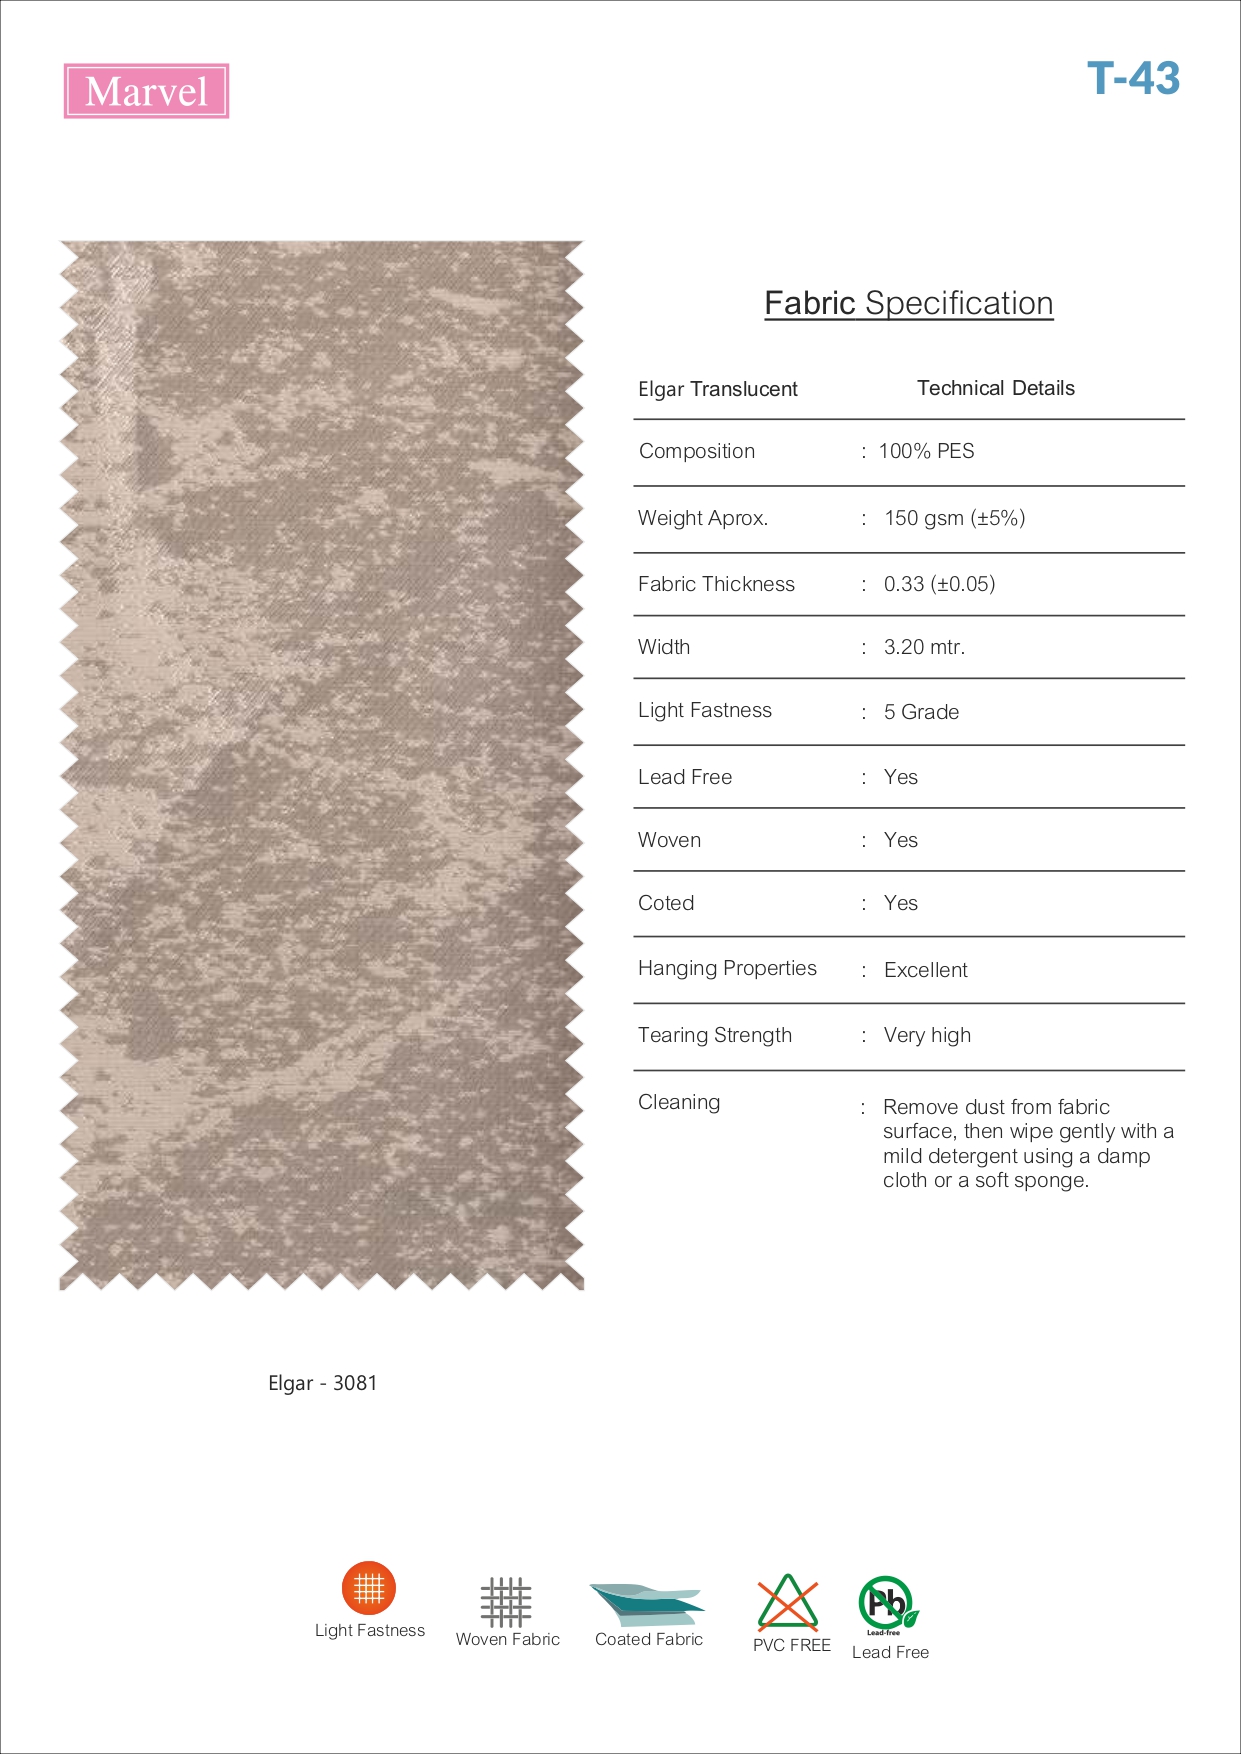 Marvel
T-43
Fabric Specification
Elgar Translucent Technical Details
Composition : 100% PES
Weight Aprox. : 150 gsm (±5%)
Fabric Thickness : 0.33 (±0.05)
Width : 3.20 mtr.
Light Fastness : 5 Grade
Lead Free : Yes
Woven : Yes
Coted : Yes
Hanging Properties : Excellent
Tearing Strength : Very high
Cleaning : Remove dust from fabric
surface, then wipe gently with a
mild detergent using a damp
cloth or a soft sponge.
Elgar - 3081
Light Fastness
Woven Fabric
Coated Fabric
PVC FREE
Pb
Lead-free
Lead Free